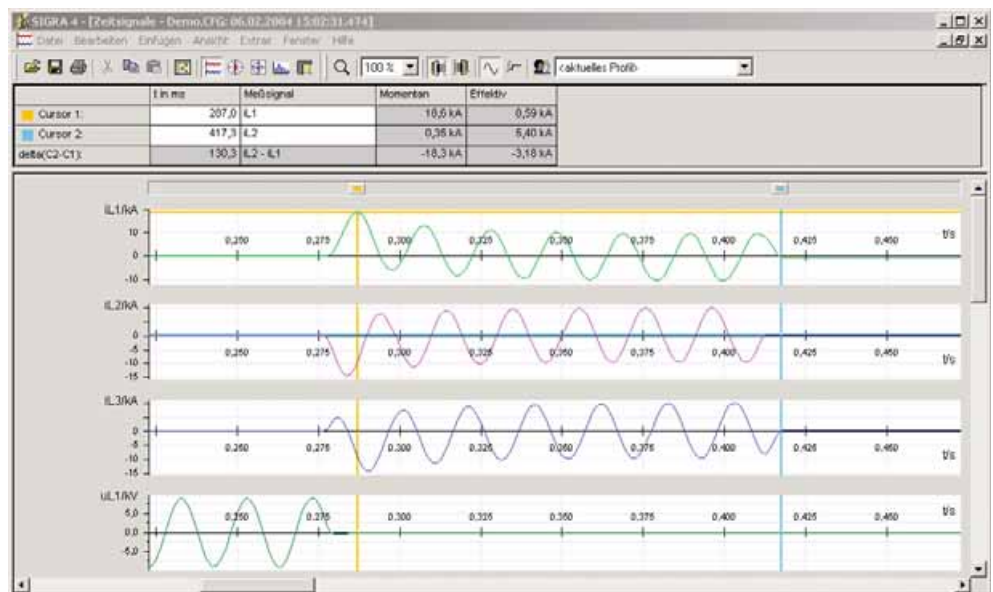 SIGRA 4 - [Zeitsignale - Demo.CFG: 06.02.2004 15:02:31.474]
Datei Bearbeiten Einfügen Ansicht Extras Fenster Hilfe
100 % <aktuelles Profil>
t in ms Meßsignal Momentan Effektiv
Cursor 1: 287,0 iL1 18,6 kA 8,59 kA
Cursor 2: 417,3 iL2 0,35 kA 5,40 kA
delta(C2-C1): 130,3 iL2 - iL1 -18,3 kA -3,18 kA
iL1/kA
10
0
-10
0,250 0,275 0,300 0,325 0,350 0,375 0,400 0,425 0,450 t/s
iL2/kA
0
-5
-10
-15
0,250 0,275 0,300 0,325 0,350 0,375 0,400 0,425 0,450 t/s
iL3/kA
0
-5
-10
-15
0,250 0,275 0,300 0,325 0,350 0,375 0,400 0,425 0,450 t/s
uL1/kV
5,0
0,0
-5,0
0,250 0,275 0,300 0,325 0,350 0,375 0,400 0,425 0,450 t/s